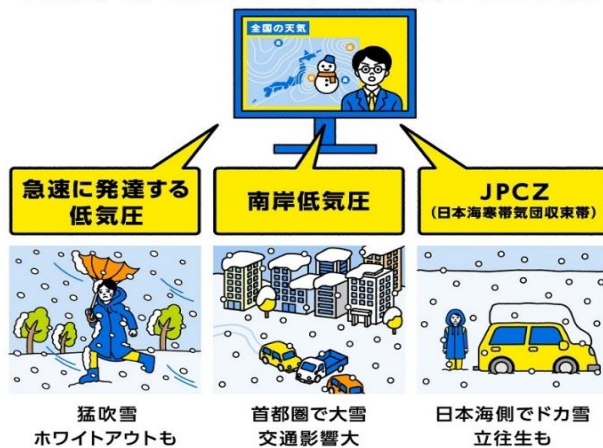 全国の天気
急速に発達する
低気圧
南岸低気圧
JPCZ
(日本海寒帯気団収束帯)
猛吹雪
ホワイトアウトも
首都圏で大雪
交通影響大
日本海側でドカ雪
立往生も